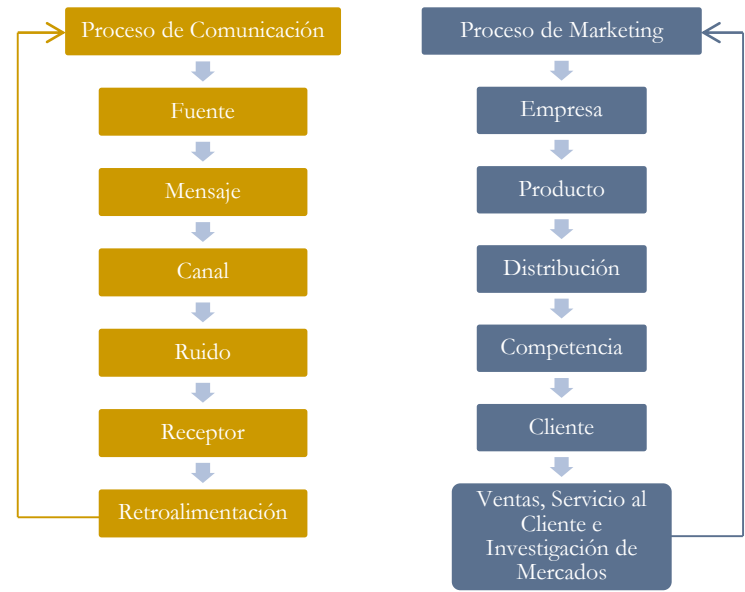 Proceso de Comunicación
Fuente
Mensaje
Canal
Ruido
Receptor
Retroalimentación
Proceso de Marketing
Empresa
Producto
Distribución
Competencia
Cliente
Ventas, Servicio al
Cliente e
Investigación de
Mercados